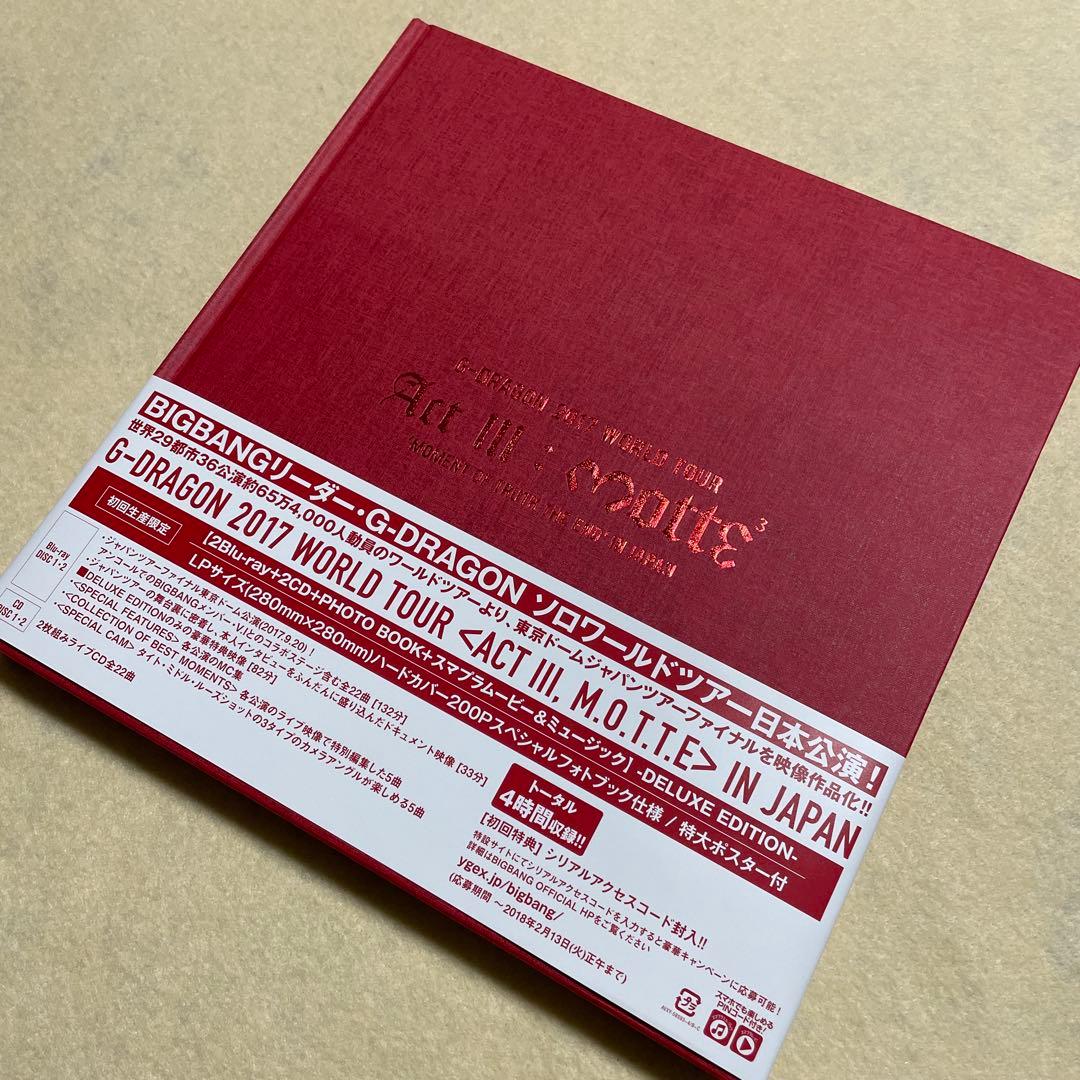 G-DRAGON 2017 WORLD TOUR
Act III : Motte³
'MOMENT OF TRUTH THE END' IN JAPAN
BIGBANGリーダー・G-DRAGON ソロワールドツアー日本公演！
世界29都市36公演約65万4,000人動員のワールドツアーより、東京ドームジャパンツアーファイナルを映像作品化!!
G-DRAGON 2017 WORLD TOUR <ACT III, M.O.T.T.E> IN JAPAN
初回生産限定
[2Blu-ray+2CD+PHOTO BOOK+スマプラムービー&ミュージック] -DELUXE EDITION-
LPサイズ(280mm×280mm)ハードカバー200Pスペシャルフォトブック仕様 / 特大ポスター付
Blu-ray
DISC 1・2
・ジャパンツアーファイナル東京ドーム公演(2017.9.20)！
アンコールでのBIGBANGメンバー・V.Iとのコラボステージ含む全22曲 [132分]
・ジャパンツアーの舞台裏に密着し、本人インタビューをふんだんに盛り込んだドキュメント映像 [33分]
■DELUXE EDITIONのみの豪華特典映像 [82分]
・<SPECIAL FEATURES> 各公演のMC集
・<COLLECTION OF BEST MOMENTS> 各公演のライブ映像で特別編集した5曲
・<SPECIAL CAM> タイト・ミドル・ルーズショットの3タイプのカメラアングルが楽しめる5曲
CD
DISC 1・2
2枚組みライブCD全22曲
トータル
4時間収録!!
[初回特典] シリアルアクセスコード封入!!
特設サイトにてシリアルアクセスコードを入力すると豪華キャンペーンに応募可能！
詳細はBIGBANG OFFICIAL HPをご覧ください
ygex.jp/bigbang/
(応募期間 ～2018年2月13日(火)正午まで)
プラ
スマホでも楽しめる
PINコード付き!